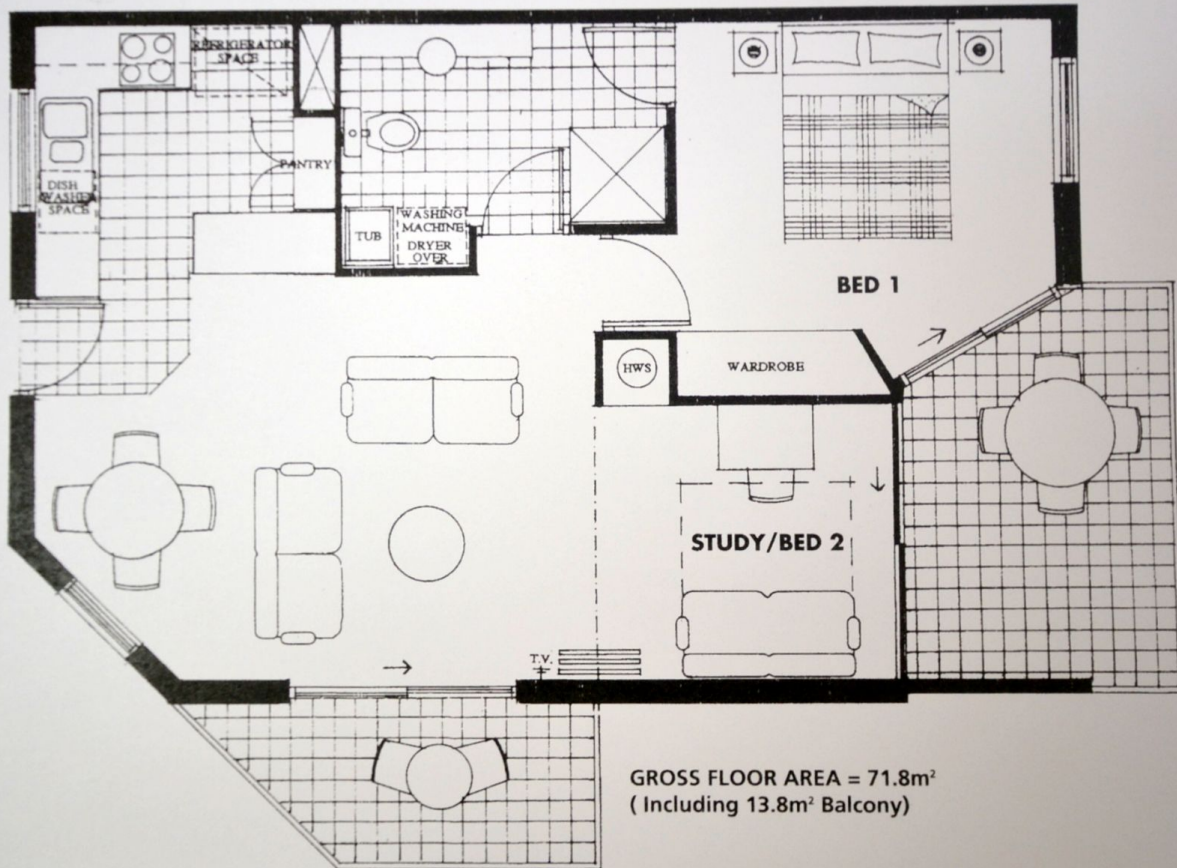 REFRIGERATOR
SPACE
PANTRY
DISH
WASHER
SPACE
TUB
WASHING
MACHINE
DRYER
OVER
BED 1
HWS
WARDROBE
STUDY/BED 2
T.V.
GROSS FLOOR AREA = 71.8m²
( Including 13.8m² Balcony)